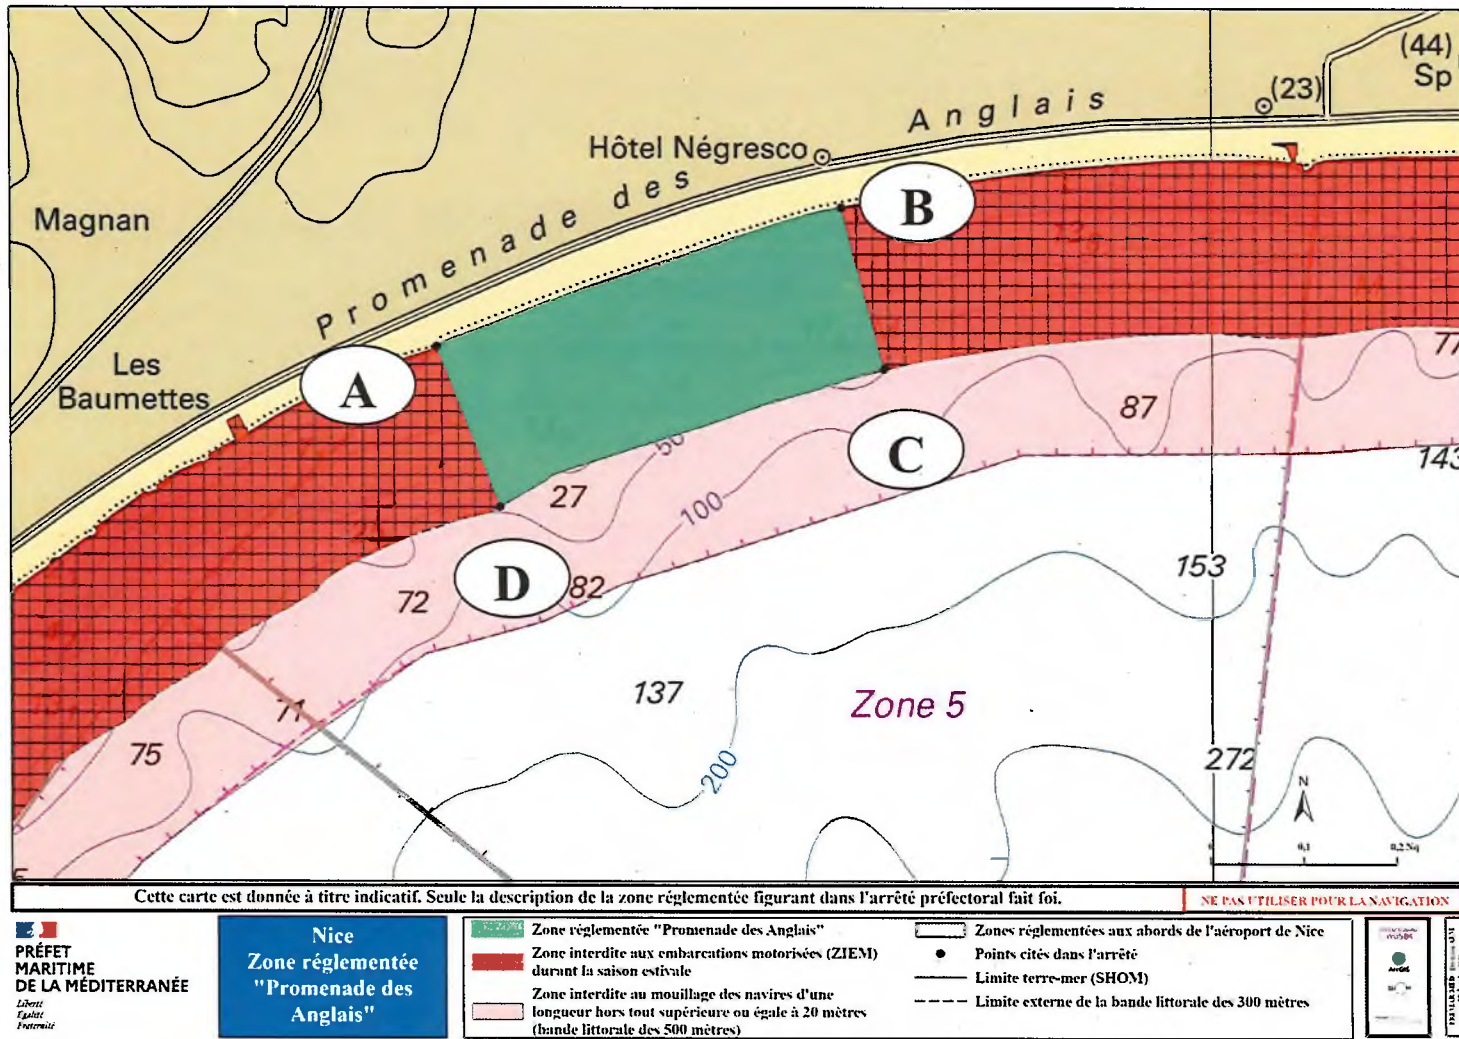 (44)
Sp
(23)
Anglais
Hôtel Négresco
Promenade des
B
Magnan
Les
Baumettes
A
77
87
C
143
50
27
100
153
D
72
82
137
Zone 5
71
75
200
272
N
0 0,1 0,2 Nq
Cette carte est donnée à titre indicatif. Seule la description de la zone réglementée figurant dans l'arrêté préfectoral fait foi.
NE PAS UTILISER POUR LA NAVIGATION
PRÉFET
MARITIME
DE LA MÉDITERRANÉE
Liberté
Égalité
Fraternité
Nice
Zone réglementée
"Promenade des
Anglais"
Zone réglementée "Promenade des Anglais"
Zone interdite aux embarcations motorisées (ZIEM)
durant la saison estivale
Zone interdite au mouillage des navires d'une
longueur hors tout supérieure ou égale à 20 mètres
(bande littorale des 500 mètres)
Zones réglementées aux abords de l'aéroport de Nice
Points cités dans l'arrêté
Limite terre-mer (SHOM)
Limite externe de la bande littorale des 300 mètres